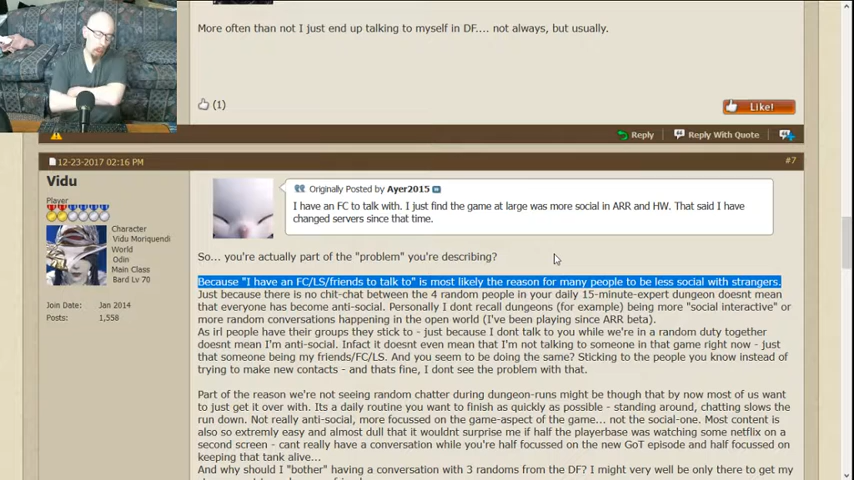 More often than not I just end up talking to myself in DF.... not always, but usually.
(1)
Like!
Reply
Reply With Quote
12-23-2017 02:16 PM
#7
Vidu
Player
Character
Vidu Moriquendi
World
Odin
Main Class
Bard Lv 70
Join Date: Jan 2014
Posts: 1,558
Originally Posted by Ayer2015
I have an FC to talk with. I just find the game at large was more social in ARR and HW. That said I have
changed servers since that time.
So... you're actually part of the "problem" you're describing?
Because "I have an FC/LS/friends to talk to" is most likely the reason for many people to be less social with strangers.
Just because there is no chit-chat between the 4 random people in your daily 15-minute-expert dungeon doesnt mean
that everyone has become anti-social. Personally I dont recall dungeons (for example) being more "social interactive" or
more random conversations happening in the open world (I've been playing since ARR beta).
As irl people have their groups they stick to - just because I dont talk to you while we're in a random duty together
doesnt mean I'm anti-social. Infact it doesnt even mean that I'm not talking to someone in that game right now - just
that someone being my friends/FC/LS. And you seem to be doing the same? Sticking to the people you know instead of
trying to make new contacts - and thats fine, I dont see the problem with that.
Part of the reason we're not seeing random chatter during dungeon-runs might be though that by now most of us want
to just get it over with. Its a daily routine you want to finish as quickly as possible - standing around, chatting slows the
run down. Not really anti-social, more focussed on the game-aspect of the game... not the social-one. Most content is
also so extremely easy and almost dull that it wouldnt surprise me if half the playerbase was watching some netflix on a
second screen - cant really have a conversation while you're half focussed on the new GoT episode and half focussed on
keeping that tank alive...
And why should I "bother" having a conversation with 3 randoms from the DF? I might very well be only there to get my